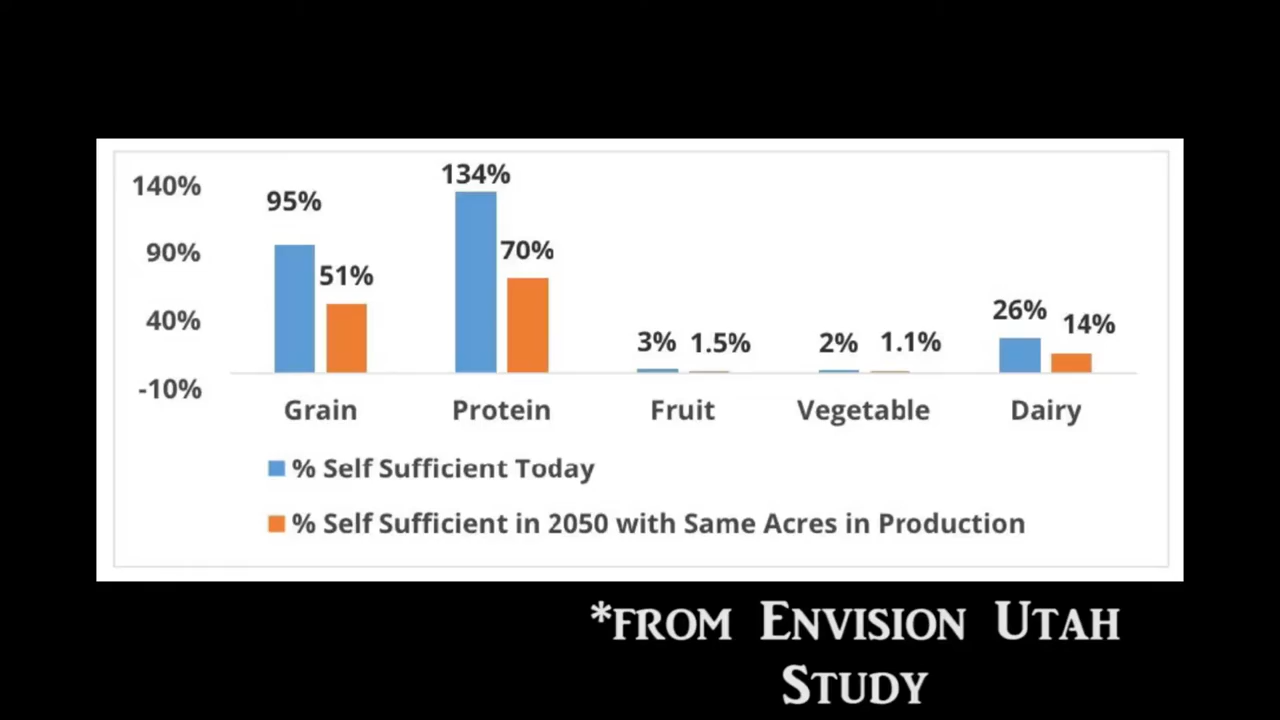 140%
90%
40%
-10%
95%
51%
134%
70%
3%
1.5%
2%
1.1%
26%
14%
Grain
Protein
Fruit
Vegetable
Dairy
% Self Sufficient Today
% Self Sufficient in 2050 with Same Acres in Production
*from Envision Utah
Study